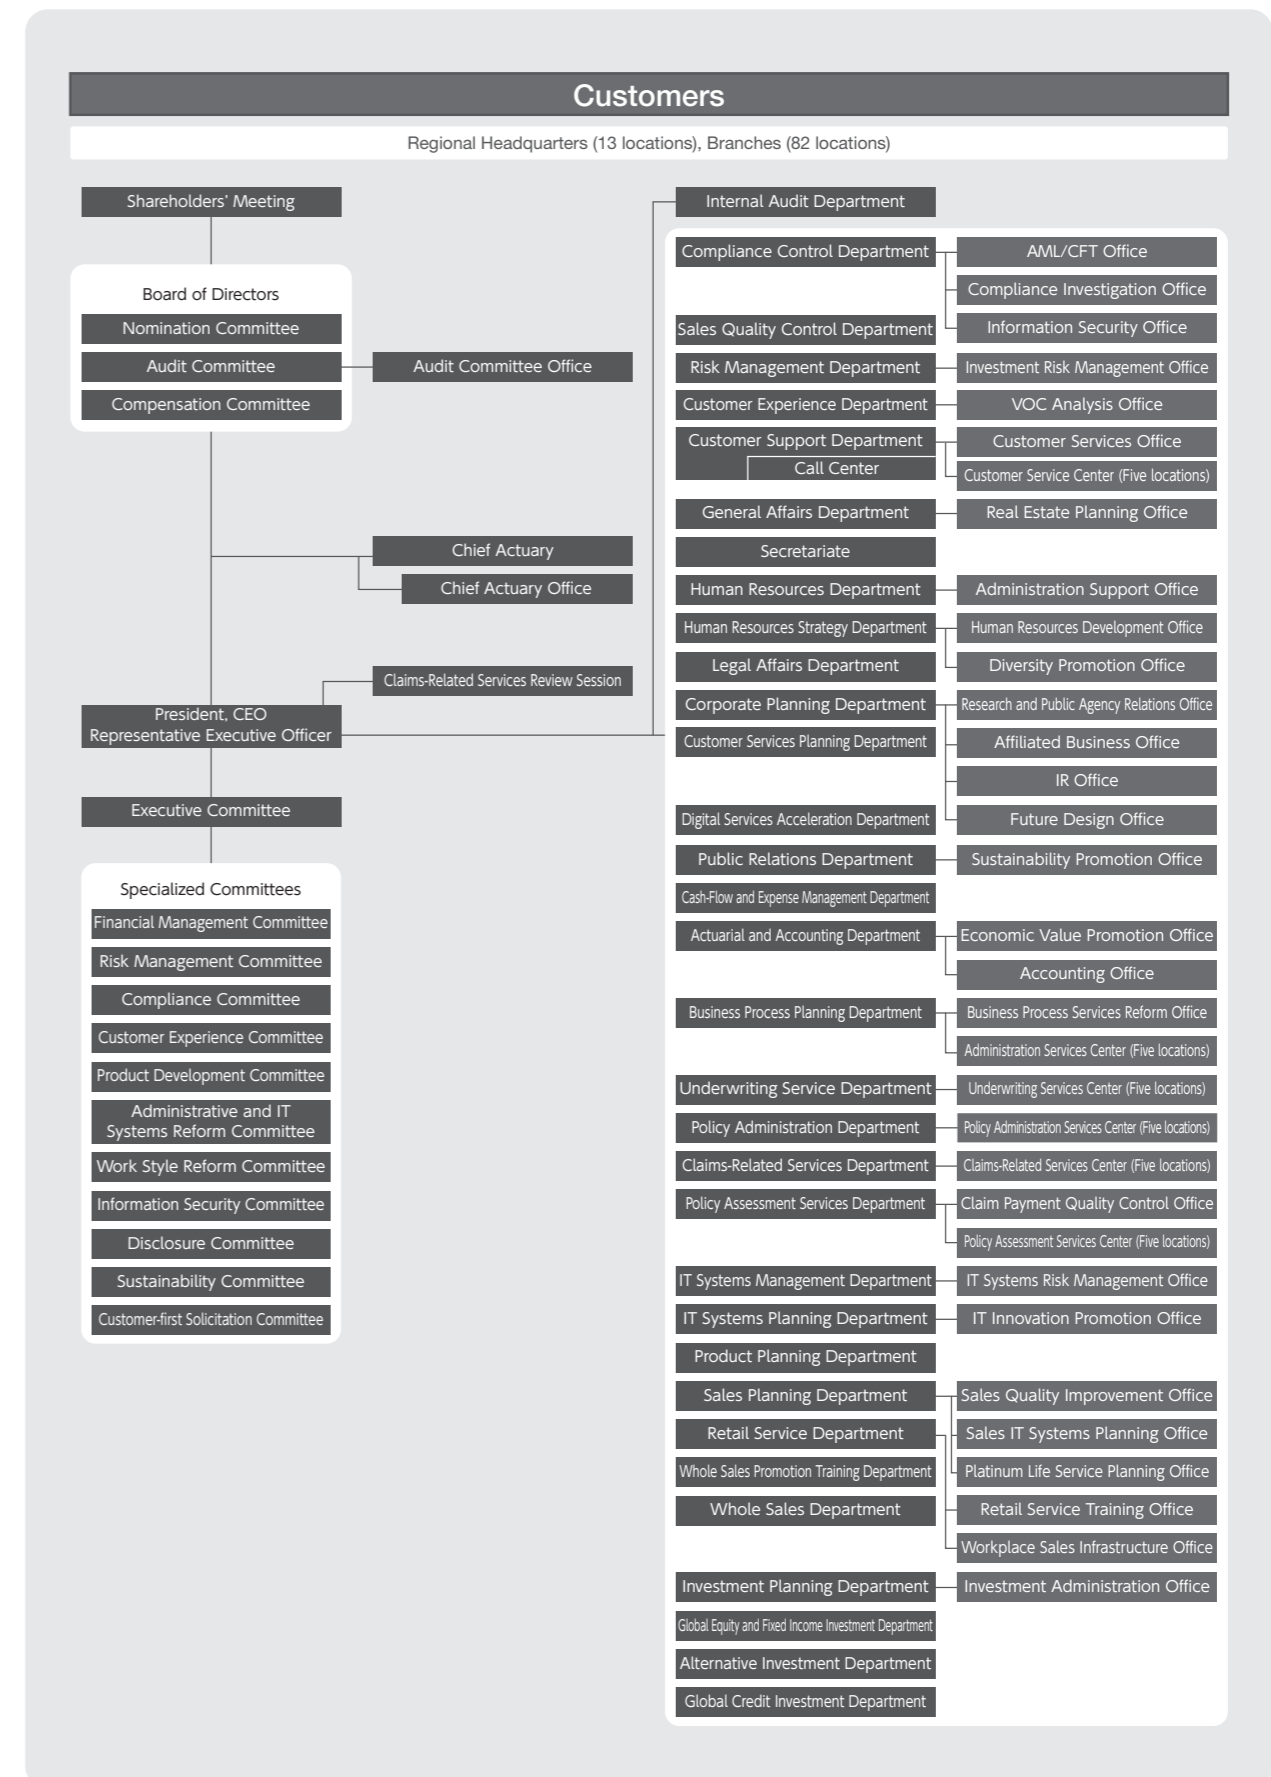 Customers
Regional Headquarters (13 locations), Branches (82 locations)
Shareholders' Meeting
Board of Directors
Nomination Committee
Audit Committee
Audit Committee Office
Compensation Committee
Chief Actuary
Chief Actuary Office
Claims-Related Services Review Session
President, CEO
Representative Executive Officer
Executive Committee
Specialized Committees
Financial Management Committee
Risk Management Committee
Compliance Committee
Customer Experience Committee
Product Development Committee
Administrative and IT
Systems Reform Committee
Work Style Reform Committee
Information Security Committee
Disclosure Committee
Sustainability Committee
Customer-first Solicitation Committee
Internal Audit Department
Compliance Control Department
AML/CFT Office
Compliance Investigation Office
Information Security Office
Sales Quality Control Department
Risk Management Department
Investment Risk Management Office
Customer Experience Department
VOC Analysis Office
Customer Support Department
Call Center
Customer Services Office
Customer Service Center (Five locations)
General Affairs Department
Real Estate Planning Office
Secretariate
Human Resources Department
Administration Support Office
Human Resources Strategy Department
Human Resources Development Office
Legal Affairs Department
Diversity Promotion Office
Corporate Planning Department
Research and Public Agency Relations Office
Customer Services Planning Department
Affiliated Business Office
IR Office
Digital Services Acceleration Department
Future Design Office
Public Relations Department
Sustainability Promotion Office
Cash-Flow and Expense Management Department
Actuarial and Accounting Department
Economic Value Promotion Office
Accounting Office
Business Process Planning Department
Business Process Services Reform Office
Administration Services Center (Five locations)
Underwriting Service Department
Underwriting Services Center (Five locations)
Policy Administration Department
Policy Administration Services Center (Five locations)
Claims-Related Services Department
Claims-Related Services Center (Five locations)
Policy Assessment Services Department
Claim Payment Quality Control Office
Policy Assessment Services Center (Five locations)
IT Systems Management Department
IT Systems Risk Management Office
IT Systems Planning Department
IT Innovation Promotion Office
Product Planning Department
Sales Planning Department
Sales Quality Improvement Office
Retail Service Department
Sales IT Systems Planning Office
Whole Sales Promotion Training Department
Platinum Life Service Planning Office
Whole Sales Department
Retail Service Training Office
Workplace Sales Infrastructure Office
Investment Planning Department
Investment Administration Office
Global Equity and Fixed Income Investment Department
Alternative Investment Department
Global Credit Investment Department